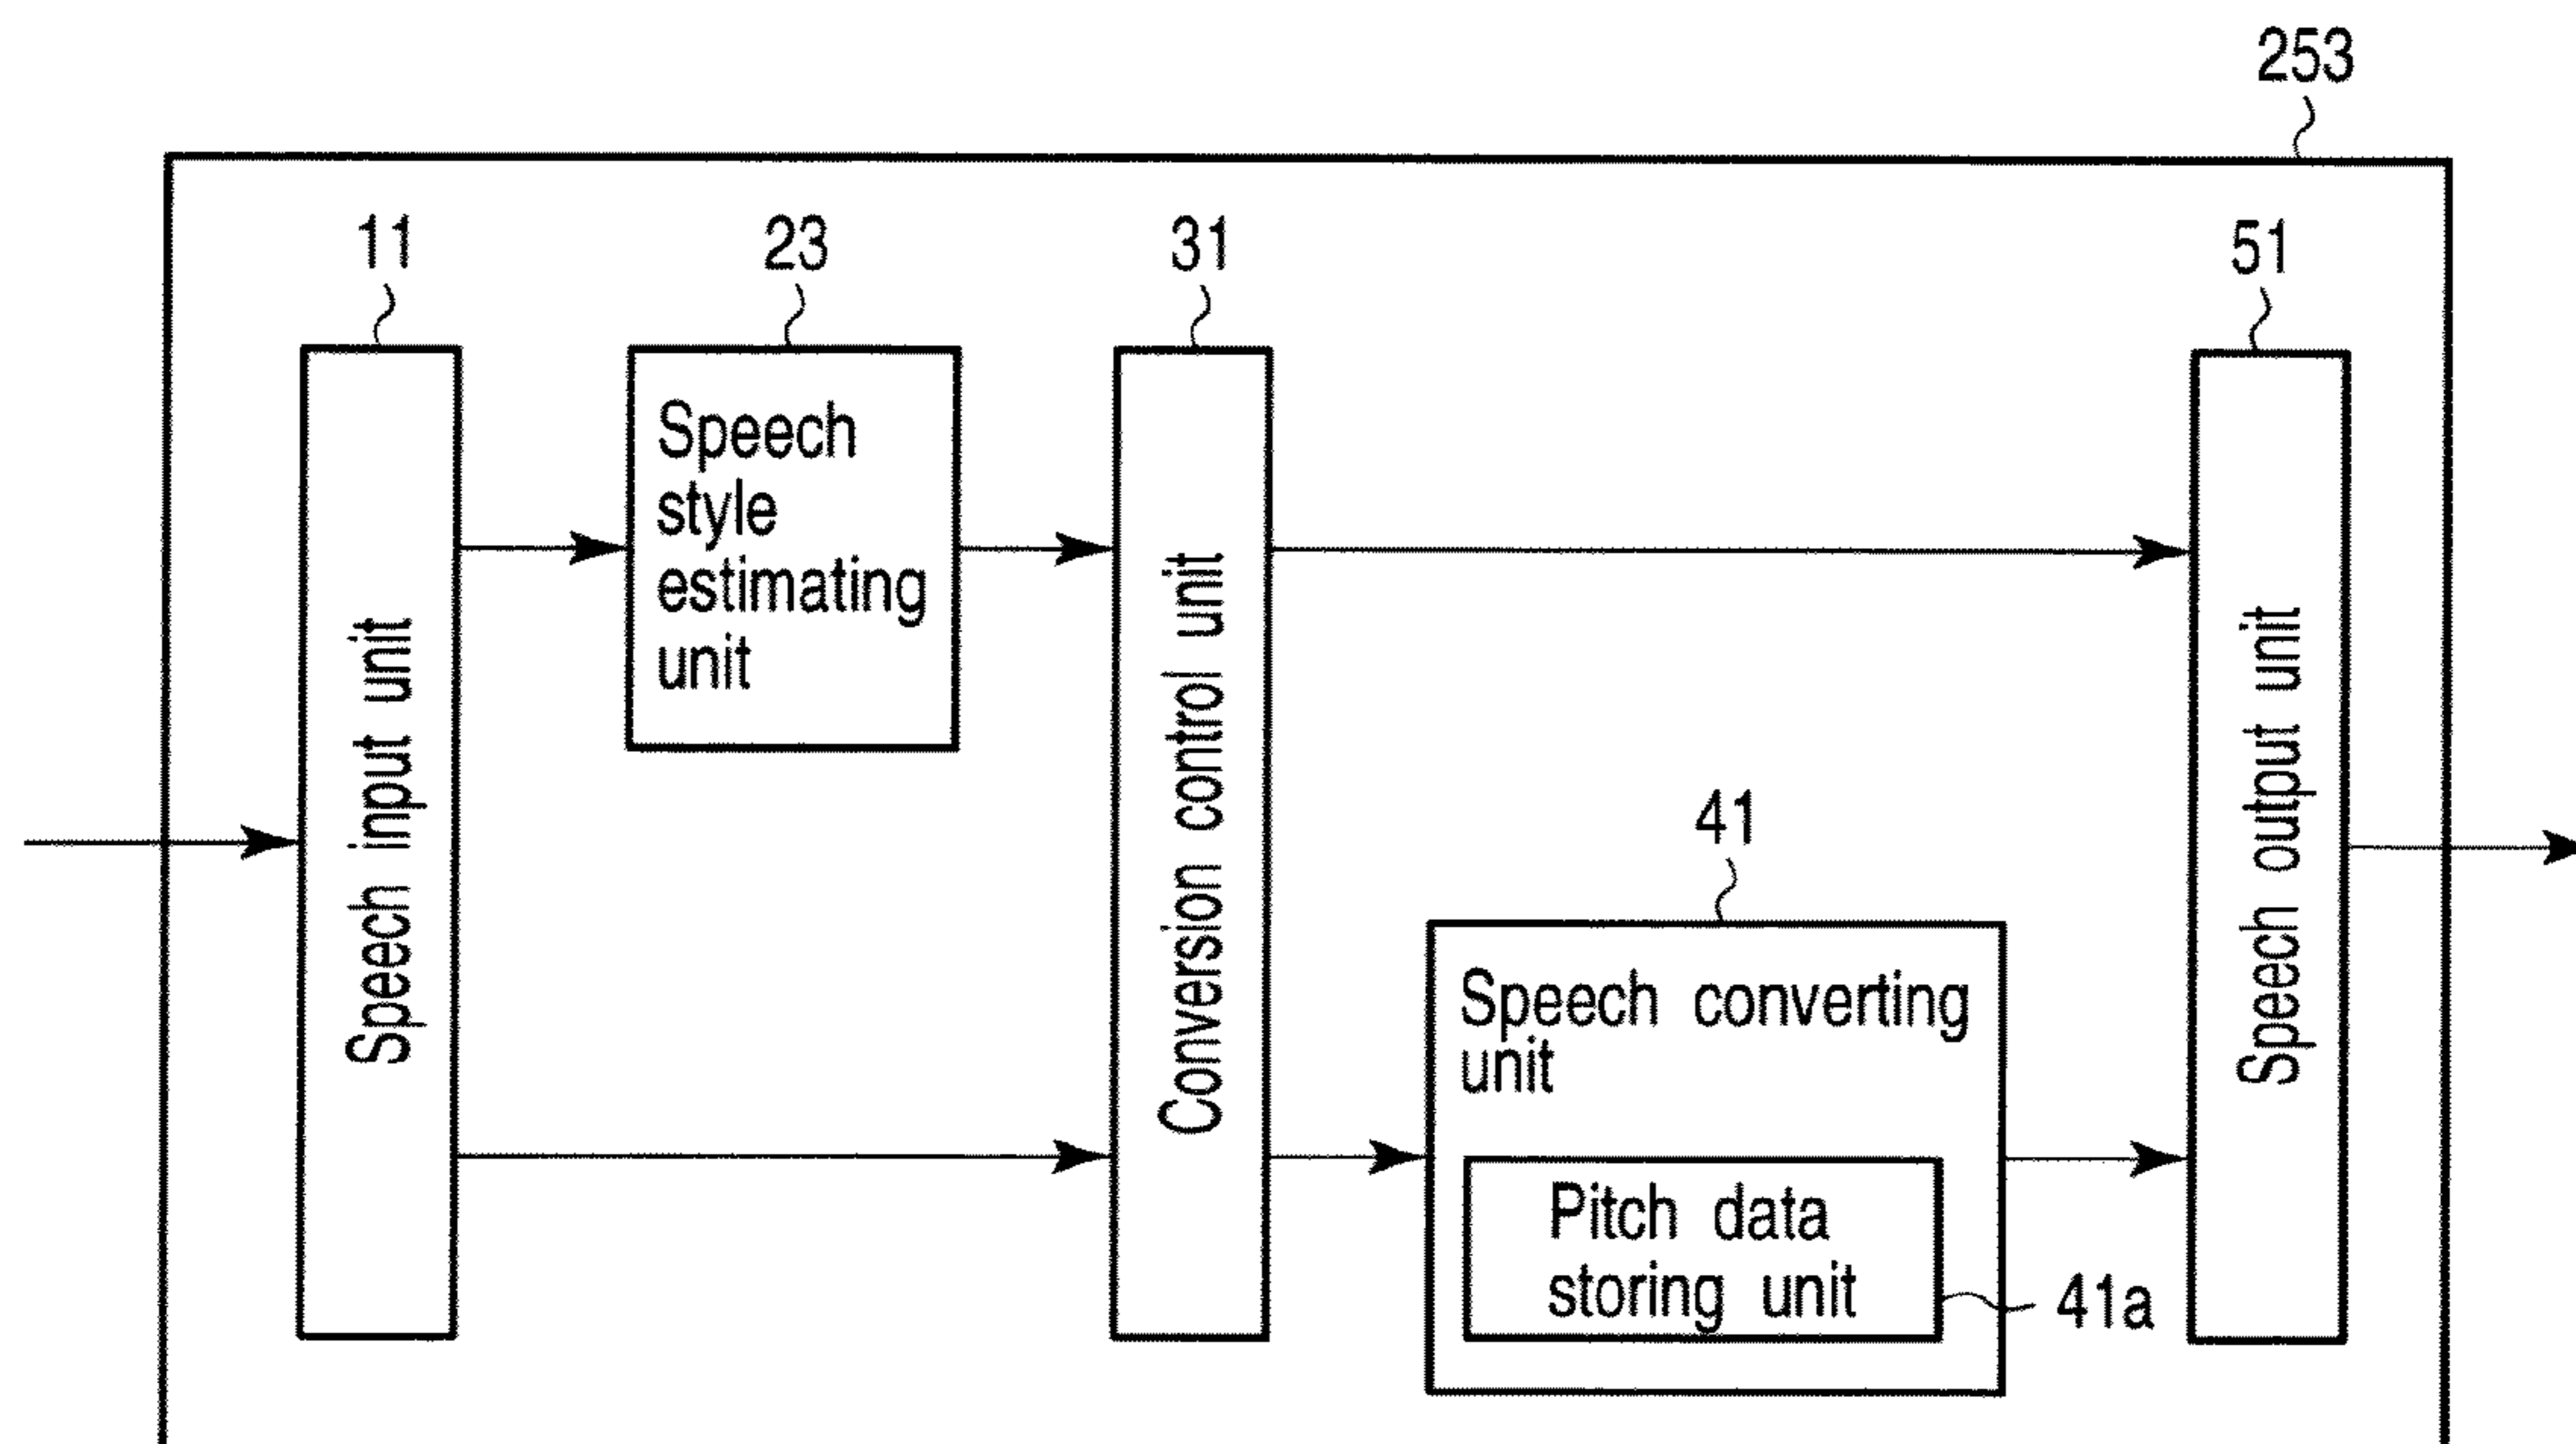 253
11
23
31
51
Speech
style
estimating
unit
Speech input unit
Conversion control unit
Speech output unit
41
Speech converting
unit
Pitch data
storing unit
41a